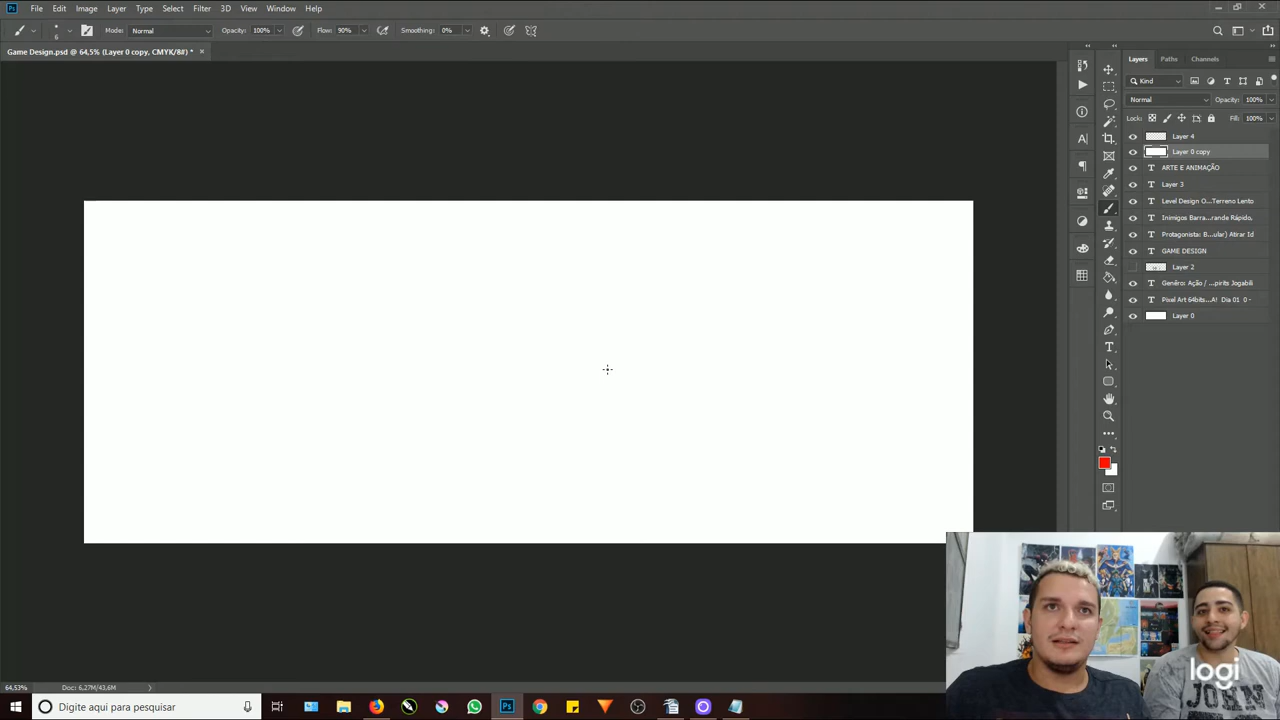 File Edit Image Layer Type Select Filter 3D View Window Help
6 Mode: Normal Opacity: 100% Flow: 90% Smoothing: 0%
Game Design.psd @ 64,5% (Layer 0 copy, CMYK/8#) * ×
Layers Paths Channels
Kind
Normal Opacity: 100%
Lock: Fill: 100%
Layer 4
Layer 0 copy
ARTE E ANIMAÇÃO
Layer 3
Level Design O...Terreno Lento
Inimigos Barra...rande Rápido,
Protagonista: B...ular) Atirar Id
GAME DESIGN
Layer 2
Genêro: Ação / ...pirits Jogabili
Pixel Art 64bits...A! Dia 01 0 -
Layer 0
64,53% Doc: 6,27M/43,6M
Digite aqui para pesquisar
logi
JOHN